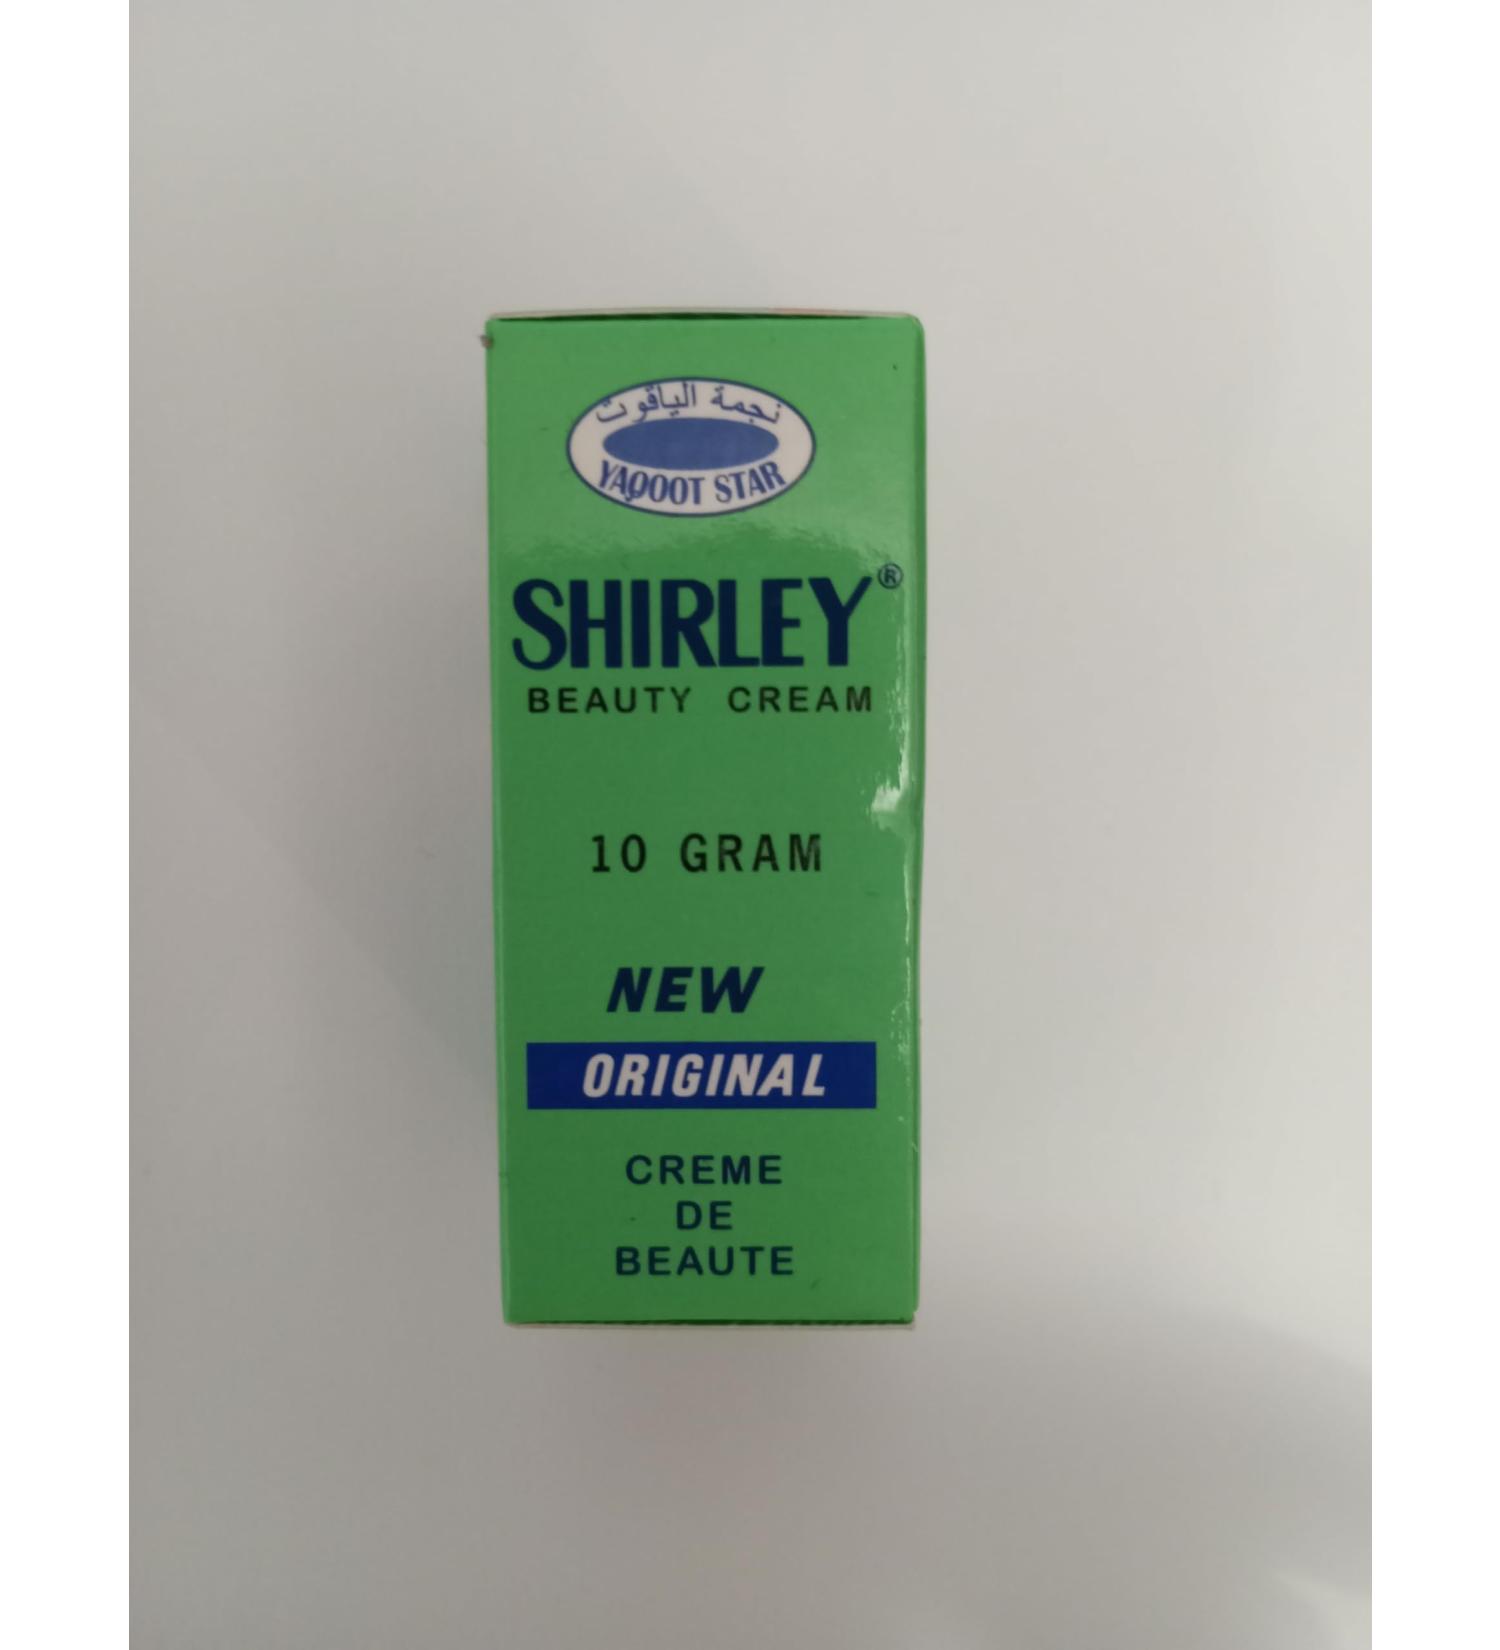 نجمة الياقوت
YAQOOT STAR
SHIRLEY®
BEAUTY CREAM
10 GRAM
NEW
ORIGINAL
CREME
DE
BEAUTE